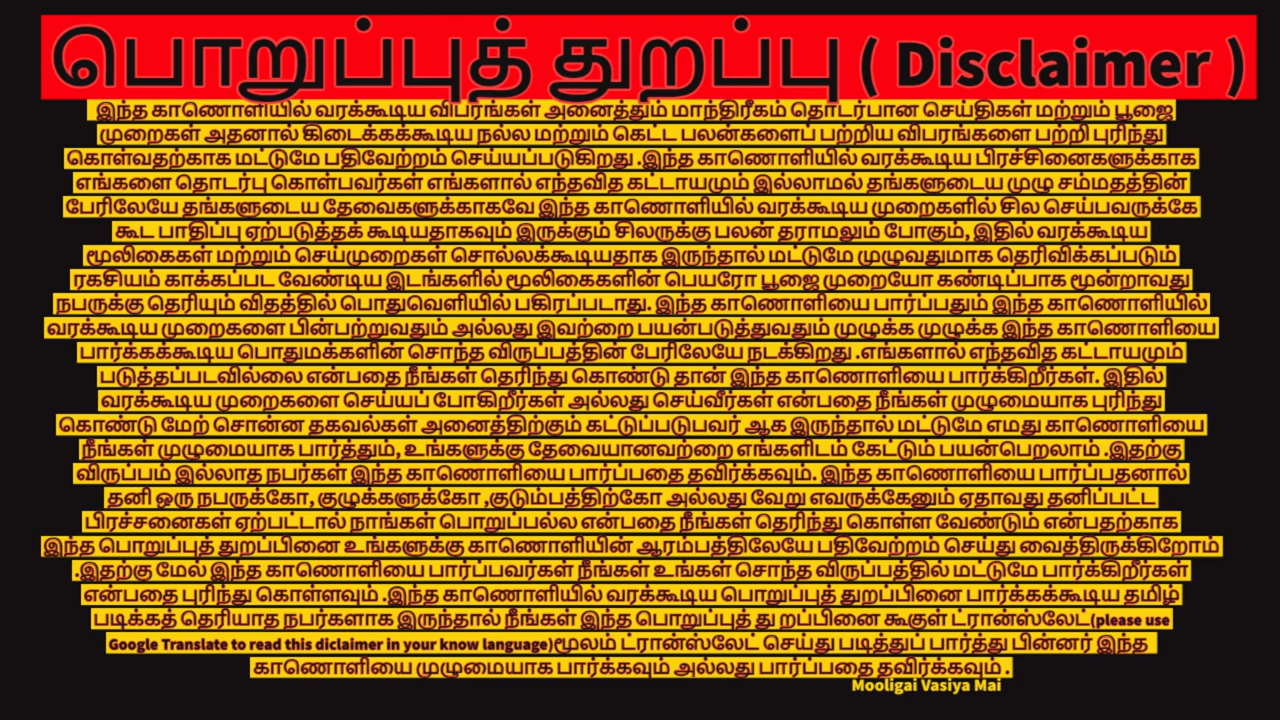 பொறுப்புத் துறப்பு ( Disclaimer )
இந்த காணொளியில் வரக்கூடிய விபரங்கள் அனைத்தும் மாந்திரீகம் தொடர்பான செய்திகள் மற்றும் பூஜை
முறைகள் அதனால் கிடைக்கக்கூடிய நல்ல மற்றும் கெட்ட பலன்களைப் பற்றிய விபரங்களை பற்றி புரிந்து
கொள்வதற்காக மட்டுமே பதிவேற்றம் செய்யப்படுகிறது .இந்த காணொளியில் வரக்கூடிய பிரச்சினைகளுக்காக
எங்களை தொடர்பு கொள்பவர்கள் எங்களால் எந்தவித கட்டாயமும் இல்லாமல் தங்களுடைய முழு சம்மதத்தின்
பேரிலேயே தங்களுடைய தேவைகளுக்காகவே இந்த காணொளியில் வரக்கூடிய முறைகளில் சில செய்பவருக்கே
கூட பாதிப்பு ஏற்படுத்தக் கூடியதாகவும் இருக்கும் சிலருக்கு பலன் தராமலும் போகும், இதில் வரக்கூடிய
மூலிகைகள் மற்றும் செய்முறைகள் சொல்லக்கூடியதாக இருந்தால் மட்டுமே முழுவதுமாக தெரிவிக்கப்படும்
ரகசியம் காக்கப்பட வேண்டிய இடங்களில் மூலிகைகளின் பெயரோ பூஜை முறையோ கண்டிப்பாக மூன்றாவது
நபருக்கு தெரியும் விதத்தில் பொதுவெளியில் பகிரப்படாது. இந்த காணொளியை பார்ப்பதும் இந்த காணொளியில்
வரக்கூடிய முறைகளை பின்பற்றுவதும் அல்லது இவற்றை பயன்படுத்துவதும் முழுக்க முழுக்க இந்த காணொளியை
பார்க்கக்கூடிய பொதுமக்களின் சொந்த விருப்பத்தின் பேரிலேயே நடக்கிறது .எங்களால் எந்தவித கட்டாயமும்
படுத்தப்படவில்லை என்பதை நீங்கள் தெரிந்து கொண்டு தான் இந்த காணொளியை பார்க்கிறீர்கள். இதில்
வரக்கூடிய முறைகளை செய்யப் போகிறீர்கள் அல்லது செய்வீர்கள் என்பதை நீங்கள் முழுமையாக புரிந்து
கொண்டு மேற் சொன்ன தகவல்கள் அனைத்திற்கும் கட்டுப்படுபவர் ஆக இருந்தால் மட்டுமே எமது காணொளியை
நீங்கள் முழுமையாக பார்த்தும், உங்களுக்கு தேவையானவற்றை எங்களிடம் கேட்டும் பயன்பெறலாம் .இதற்கு
விருப்பம் இல்லாத நபர்கள் இந்த காணொளியை பார்ப்பதை தவிர்க்கவும். இந்த காணொளியை பார்ப்பதனால்
தனி ஒரு நபருக்கோ, குழுக்களுக்கோ ,குடும்பத்திற்கோ அல்லது வேறு எவருக்கேனும் ஏதாவது தனிப்பட்ட
பிரச்சனைகள் ஏற்பட்டால் நாங்கள் பொறுப்பல்ல என்பதை நீங்கள் தெரிந்து கொள்ள வேண்டும் என்பதற்காக
இந்த பொறுப்புத் துறப்பினை உங்களுக்கு காணொளியின் ஆரம்பத்திலேயே பதிவேற்றம் செய்து வைத்திருக்கிறோம்
.இதற்கு மேல் இந்த காணொளியை பார்ப்பவர்கள் நீங்கள் உங்கள் சொந்த விருப்பத்தில் மட்டுமே பார்க்கிறீர்கள்
என்பதை புரிந்து கொள்ளவும் .இந்த காணொளியில் வரக்கூடிய பொறுப்புத் துறப்பினை பார்க்கக்கூடிய தமிழ்
படிக்கத் தெரியாத நபர்களாக இருந்தால் நீங்கள் இந்த பொறுப்புத் து றப்பினை கூகுள் ட்ரான்ஸ்லேட்(please use
Google Translate to read this diclaimer in your know language)மூலம் ட்ரான்ஸ்லேட் செய்து படித்துப் பார்த்து பின்னர் இந்த
காணொளியை முழுமையாக பார்க்கவும் அல்லது பார்ப்பதை தவிர்க்கவும் .
Mooligai Vasiya Mai